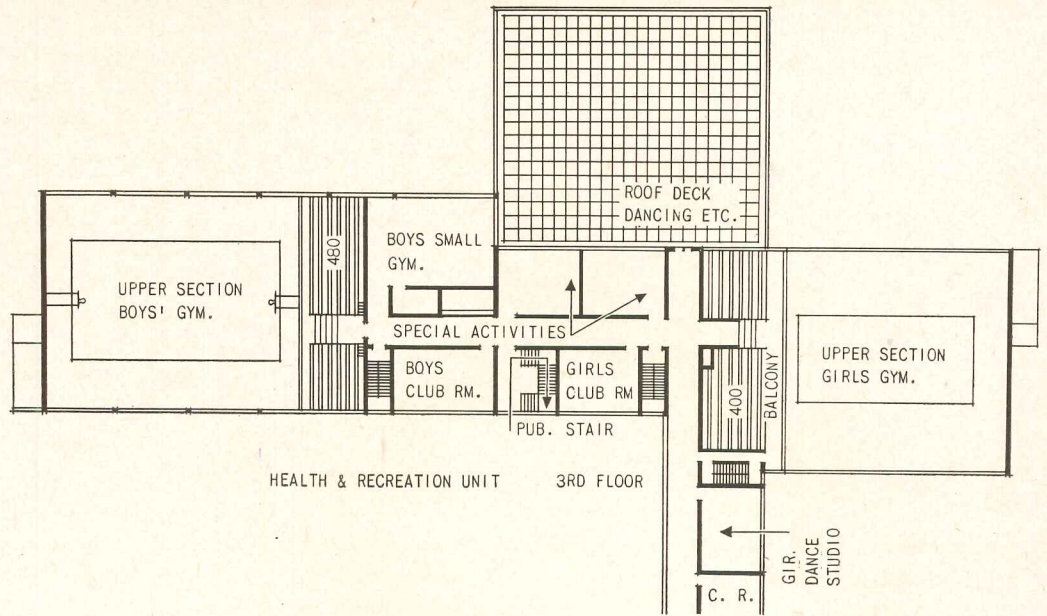 ROOF DECK
DANCING ETC.
BOYS SMALL
GYM.
480
UPPER SECTION
BOYS' GYM.
SPECIAL ACTIVITIES
BOYS
CLUB RM.
GIRLS
CLUB RM
PUB. STAIR
400
BALCONY
UPPER SECTION
GIRLS GYM.
HEALTH & RECREATION UNIT 3RD FLOOR
GIR.
DANCE
STUDIO
C. R.